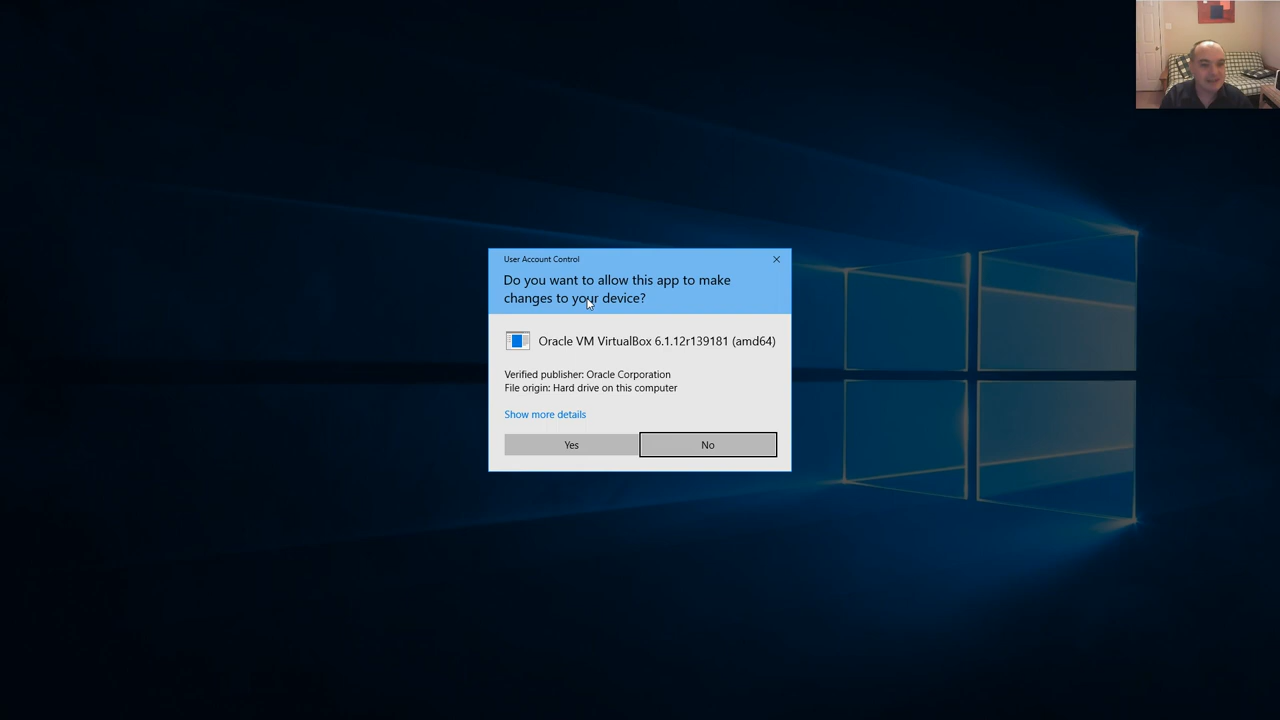 User Account Control
Do you want to allow this app to make
changes to your device?
Oracle VM VirtualBox 6.1.12r139181 (amd64)
Verified publisher: Oracle Corporation
File origin: Hard drive on this computer
Show more details
Yes
No